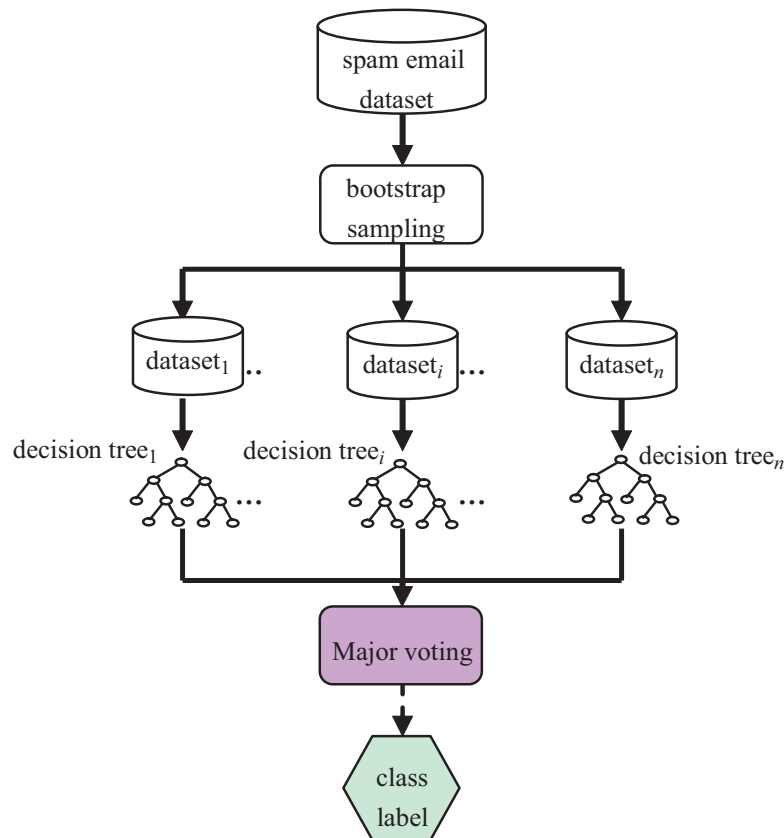 spam email
dataset
bootstrap
sampling
dataset₁ ..
datasetᵢ ...
datasetₙ
decision tree₁
decision treeᵢ
decision treeₙ
...
...
Major voting
class
label